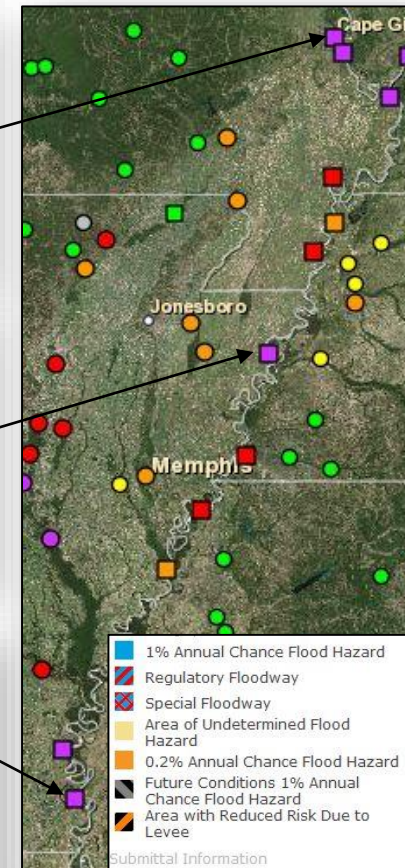 Cape Gi
Jonesboro
Memphis
1% Annual Chance Flood Hazard
Regulatory Floodway
Special Floodway
Area of Undetermined Flood
Hazard
0.2% Annual Chance Flood Hazard
Future Conditions 1% Annual
Chance Flood Hazard
Area with Reduced Risk Due to
Levee
Submittal Information